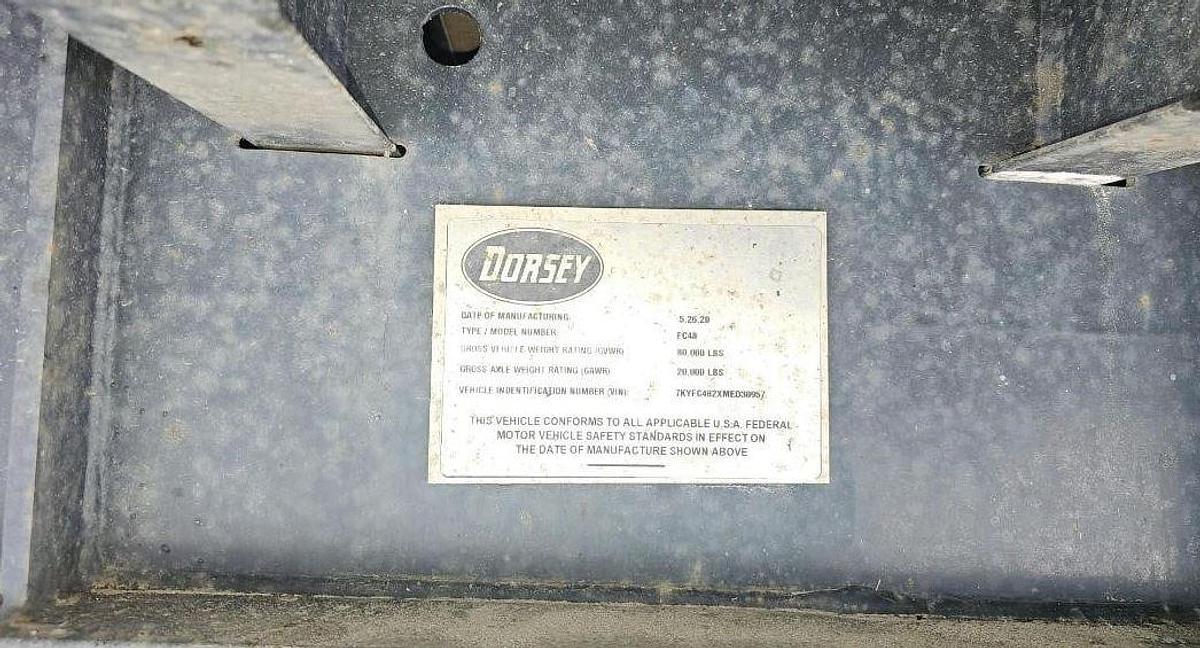 DORSEY
DATE OF MANUFACTURING: 5.26.20
TYPE / MODEL NUMBER: FC48
GROSS VEHICLE WEIGHT RATING (GVWR): 80,000 LBS
GROSS AXLE WEIGHT RATING (GAWR): 20,000 LBS
VEHICLE INDENTIFICATION NUMBER (VIN):
THIS VEHICLE CONFORMS TO ALL APPLICABLE U.S.A. FEDERAL
MOTOR VEHICLE SAFETY STANDARDS IN EFFECT ON
THE DATE OF MANUFACTURE SHOWN ABOVE